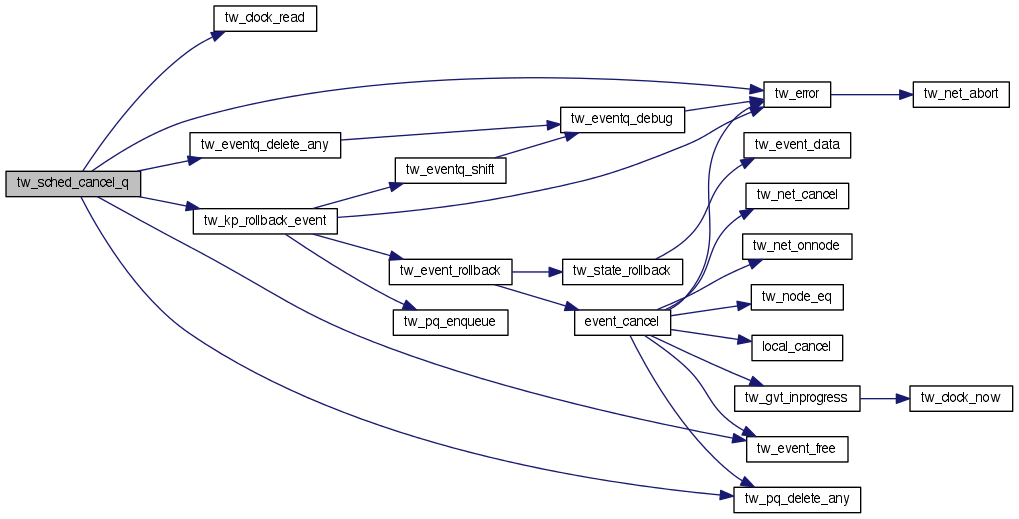 tw_clock_read
tw_error
tw_net_abort
tw_eventq_debug
tw_eventq_delete_any
tw_event_data
tw_eventq_shift
tw_sched_cancel_q
tw_net_cancel
tw_kp_rollback_event
tw_net_onnode
tw_event_rollback
tw_state_rollback
tw_node_eq
tw_pq_enqueue
event_cancel
local_cancel
tw_gvt_inprogress
tw_clock_now
tw_event_free
tw_pq_delete_any